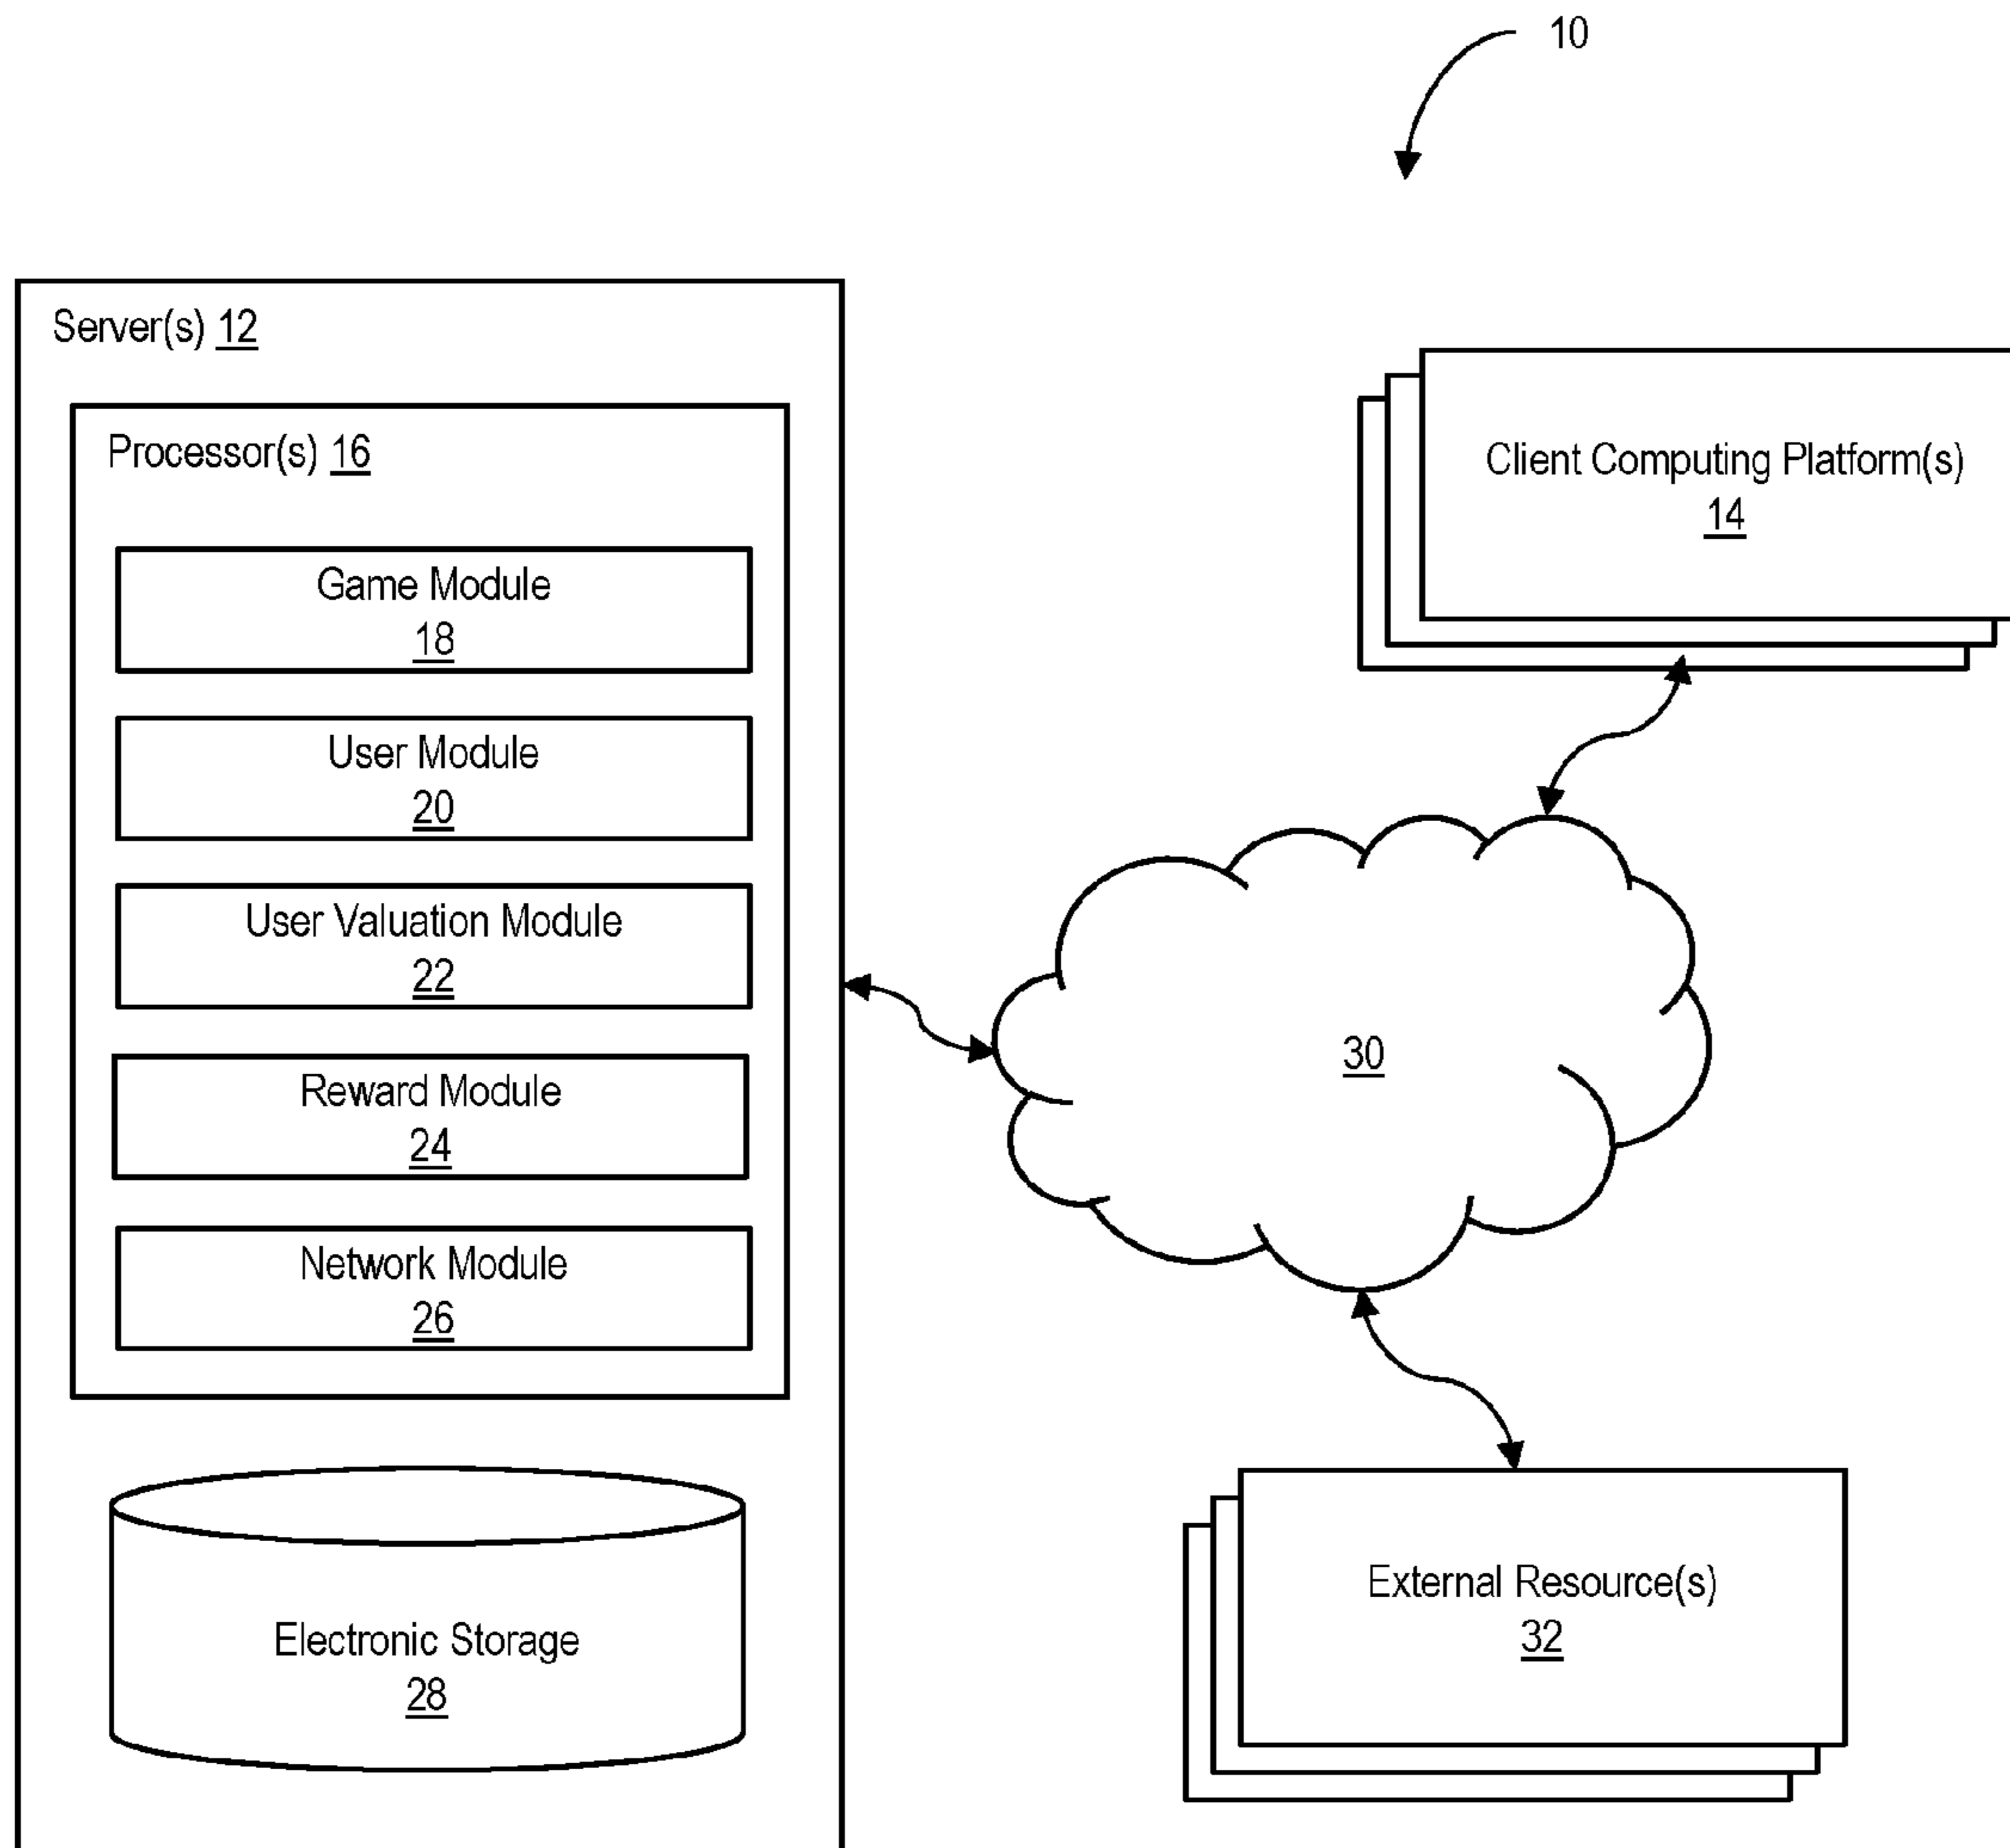 10
Server(s) 12
Processor(s) 16
Game Module
18
User Module
20
User Valuation Module
22
Reward Module
24
Network Module
26
Electronic Storage
28
Client Computing Platform(s)
14
30
External Resource(s)
32